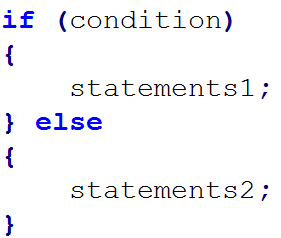 if (condition)
{
    statements1;
} else
{
    statements2;
}